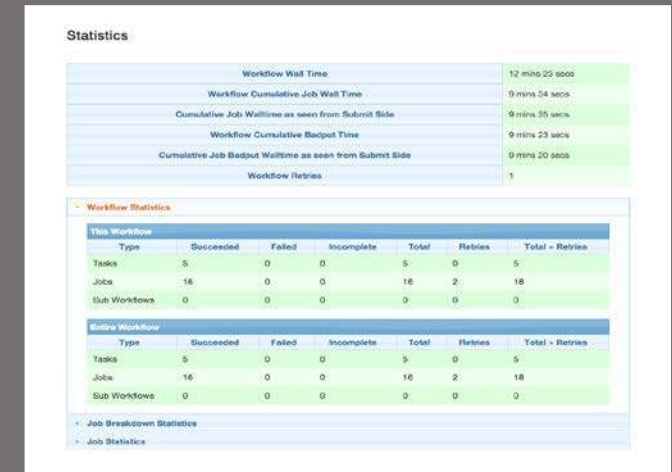 Statistics
Workflow Wall Time 12 mins 23 secs
Workflow Cumulative Job Wall Time 9 mins 34 secs
Cumulative Job Walltime as seen from Submit Side 9 mins 35 secs
Workflow Cumulative Badput Time 9 mins 23 secs
Cumulative Job Badput Walltime as seen from Submit Side 9 mins 20 secs
Workflow Retries 1
Workflow Statistics
This Workflow
Type Succeeded Failed Incomplete Total Retries Total + Retries
Tasks 5 0 0 5 0 5
Jobs 16 0 0 16 2 18
Sub Workflows 0 0 0 0 0 0
Entire Workflow
Type Succeeded Failed Incomplete Total Retries Total + Retries
Tasks 5 0 0 5 0 5
Jobs 16 0 0 16 2 18
Sub Workflows 0 0 0 0 0 0
Job Breakdown Statistics
Job Statistics